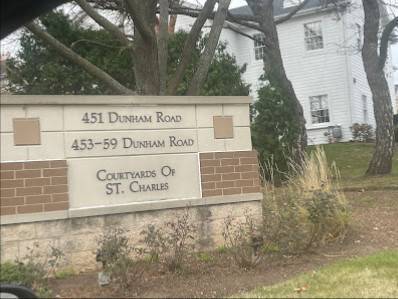 451 Dunham Road
453-59 Dunham Road
Courtyards Of
St. Charles